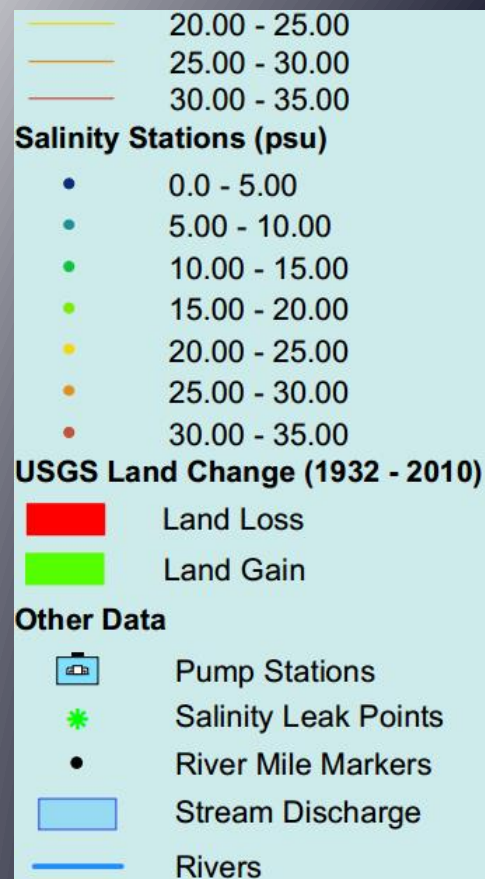 20.00 - 25.00
25.00 - 30.00
30.00 - 35.00
Salinity Stations (psu)
0.0 - 5.00
5.00 - 10.00
10.00 - 15.00
15.00 - 20.00
20.00 - 25.00
25.00 - 30.00
30.00 - 35.00
USGS Land Change (1932 - 2010)
Land Loss
Land Gain
Other Data
Pump Stations
Salinity Leak Points
River Mile Markers
Stream Discharge
Rivers